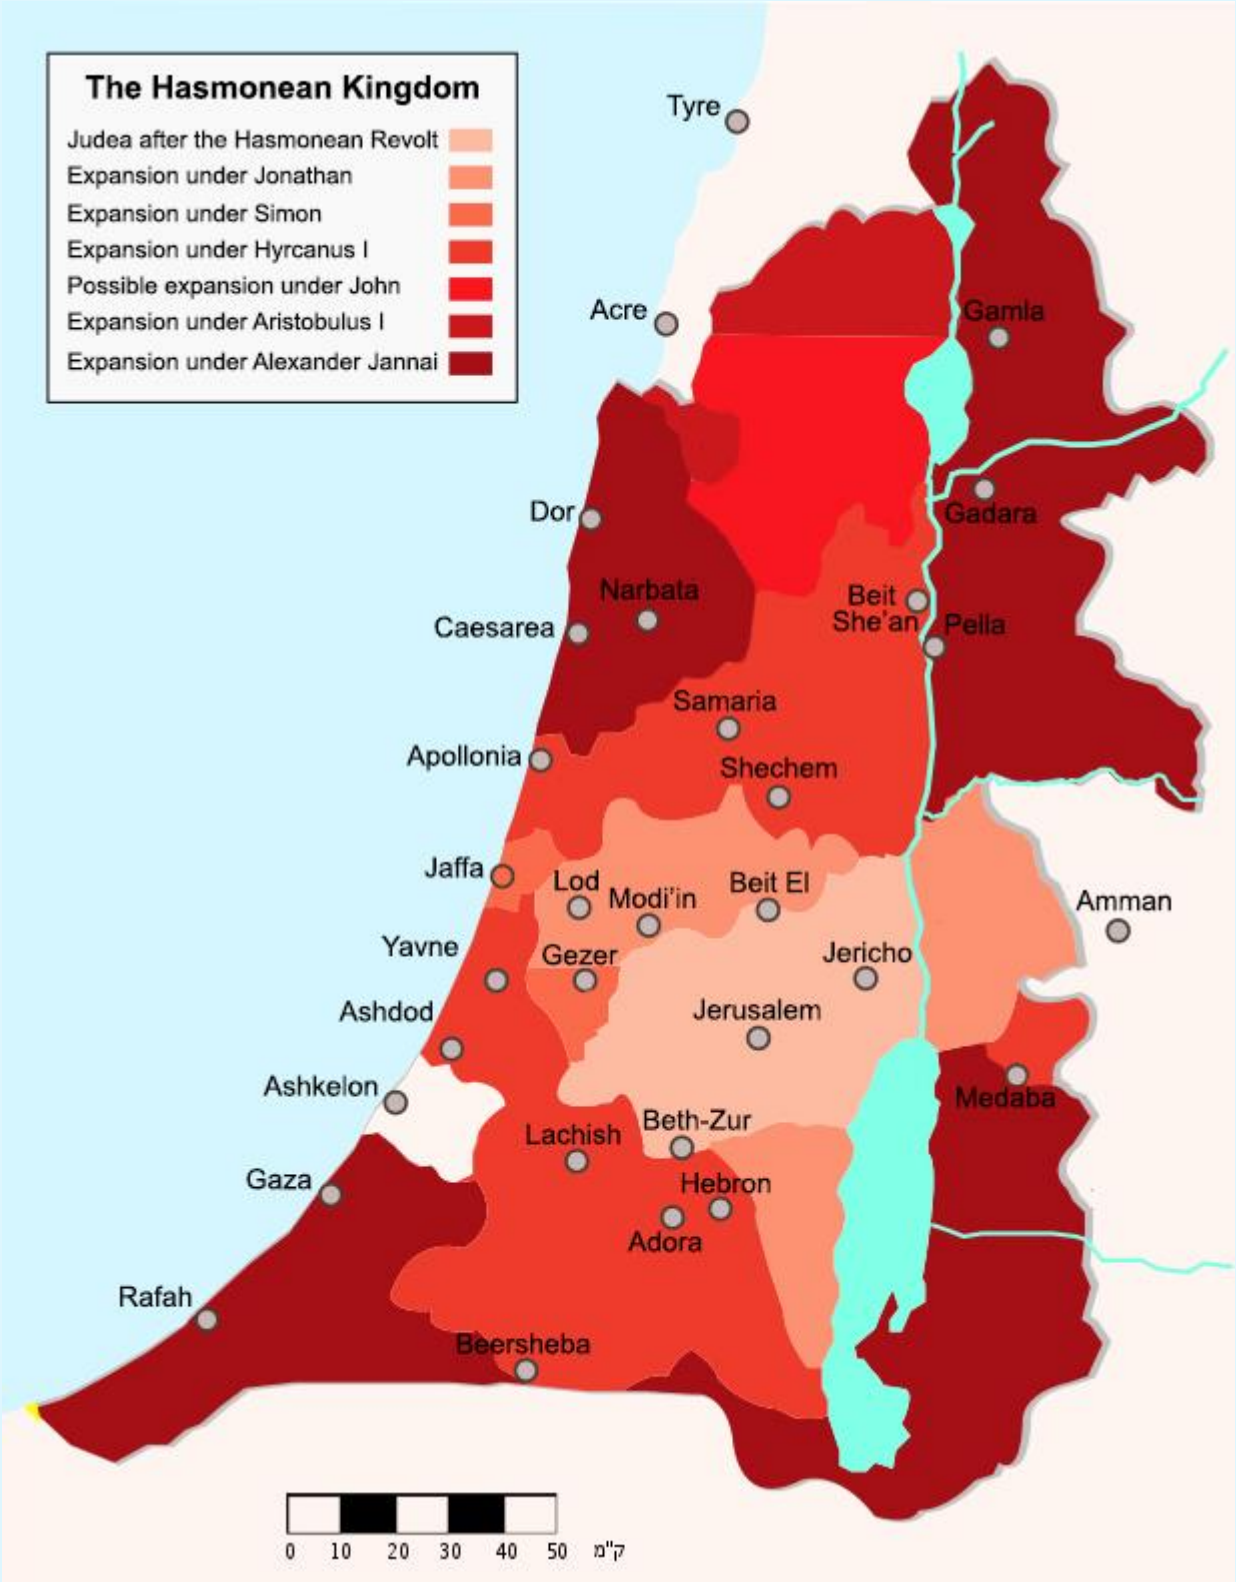 The Hasmonean Kingdom
Judea after the Hasmonean Revolt
Expansion under Jonathan
Expansion under Simon
Expansion under Hyrcanus I
Possible expansion under John
Expansion under Aristobulus I
Expansion under Alexander Jannai
Tyre
Acre
Gamla
Dor
Gadara
Narbata
Caesarea
Beit
She'an
Pella
Samaria
Apollonia
Shechem
Jaffa
Lod
Modi'in
Beit El
Amman
Yavne
Gezer
Jericho
Ashdod
Jerusalem
Ashkelon
Medaba
Lachish
Beth-Zur
Gaza
Hebron
Adora
Rafah
Beersheba
0 10 20 30 40 50 ק"מ